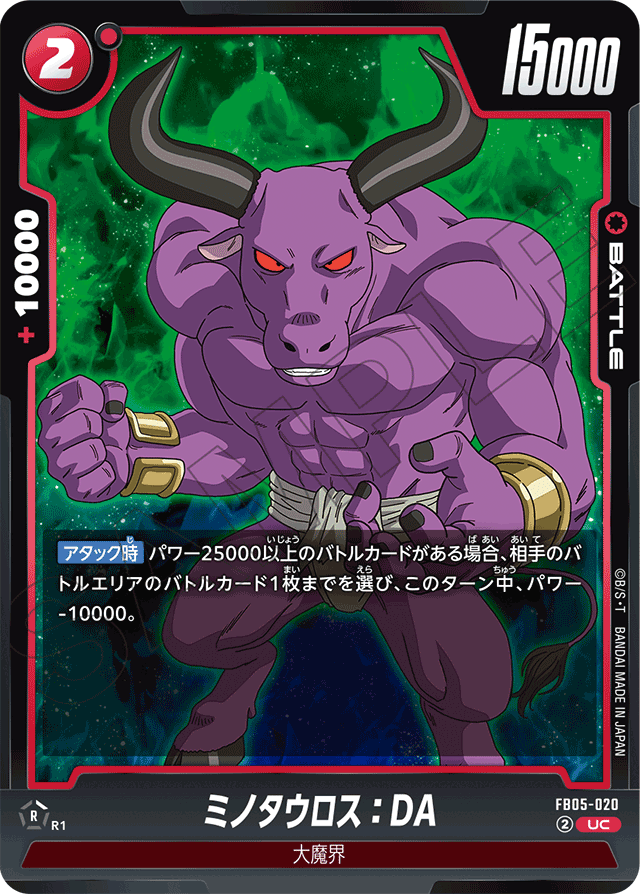 2
15000
+ 10000
BATTLE
SAMPLE
アタック時 パワー25000以上のバトルカードがある場合、相手のバ
トルエリアのバトルカード1枚までを選び、このターン中、パワー
-10000。
©B/S・T BANDAI MADE IN JAPAN
R R1
ミノタウロス:DA
FB05-020
2 UC
大魔界